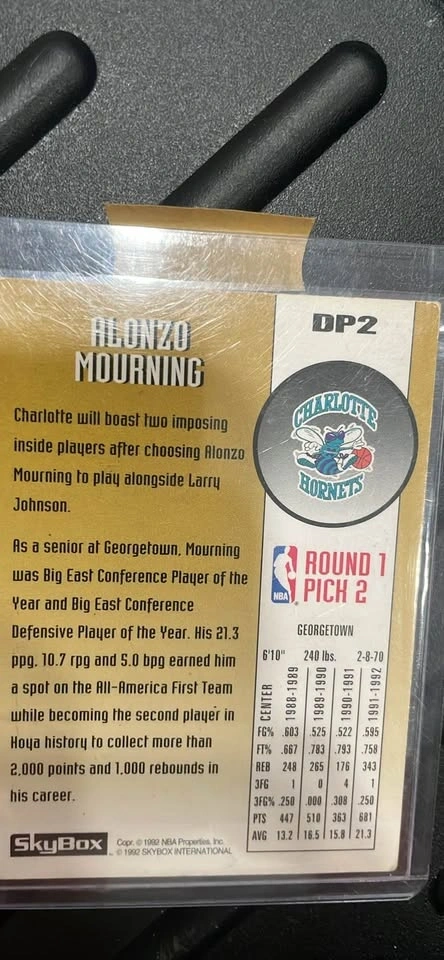 ALONZO
MOURNING
Charlotte will boast two imposing
inside players after choosing Alonzo
Mourning to play alongside Larry
Johnson.
As a senior at Georgetown, Mourning
was Big East Conference Player of the
Year and Big East Conference
Defensive Player of the Year. His 21.3
ppg, 10.7 rpg and 5.0 bpg earned him
a spot on the All-America First Team
while becoming the second player in
Hoya history to collect more than
2,000 points and 1,000 rebounds in
his career.
SkyBox
Copr. © 1992 NBA Properties, Inc.
© 1992 SKYBOX INTERNATIONAL
DP2
CHARLOTTE
HORNETS
NBA
ROUND 1
PICK 2
GEORGETOWN
6'10" 240 lbs. 2-8-70
CENTER 1988-1989 1989-1990 1990-1991 1991-1992
FG% .603 .525 .522 .595
FT% .667 .783 .793 .758
REB 248 265 176 343
3FG 1 0 4 1
3FG% .250 .000 .308 .250
PTS 447 510 363 681
AVG 13.2 16.5 15.8 21.3